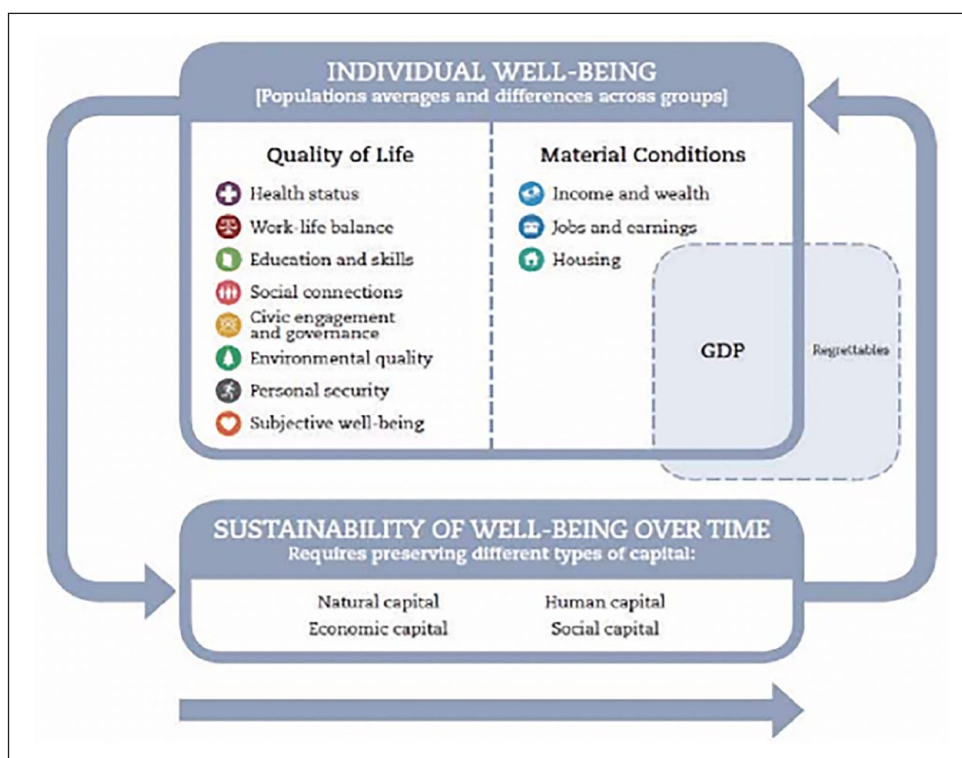 INDIVIDUAL WELL-BEING
[Populations averages and differences across groups]
Quality of Life
Health status
Work-life balance
Education and skills
Social connections
Civic engagement
and governance
Environmental quality
Personal security
Subjective well-being
Material Conditions
Income and wealth
Jobs and earnings
Housing
GDP
Regrettables
SUSTAINABILITY OF WELL-BEING OVER TIME
Requires preserving different types of capital:
Natural capital
Human capital
Economic capital
Social capital